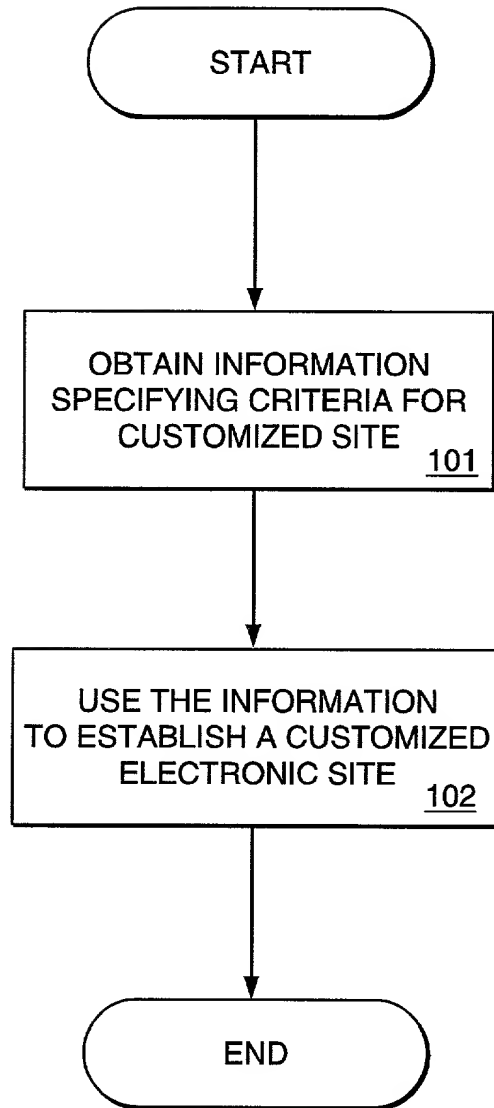 START
OBTAIN INFORMATION
SPECIFYING CRITERIA FOR
CUSTOMIZED SITE
101
USE THE INFORMATION
TO ESTABLISH A CUSTOMIZED
ELECTRONIC SITE
102
END